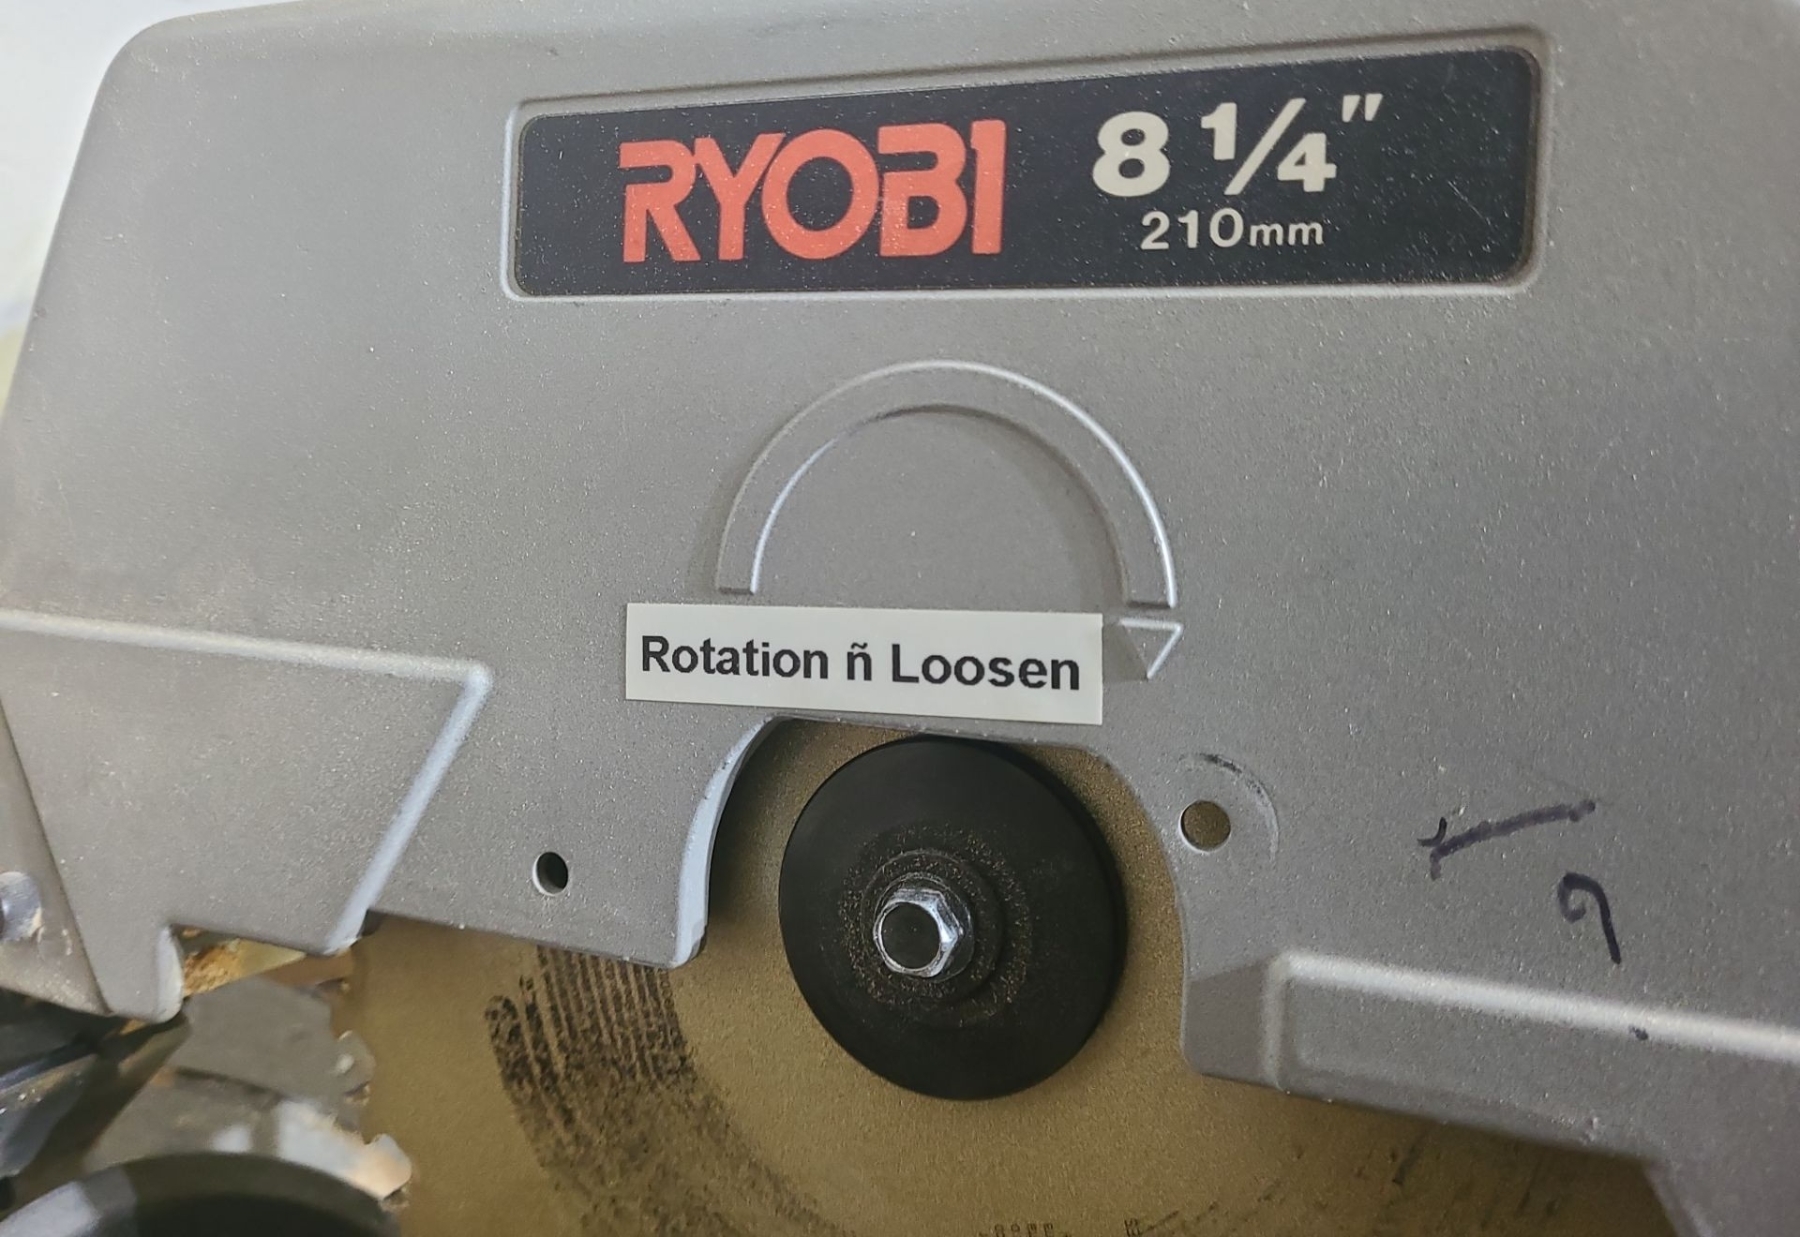 RYOBI 8 1/4"
210mm
Rotation ñ Loosen